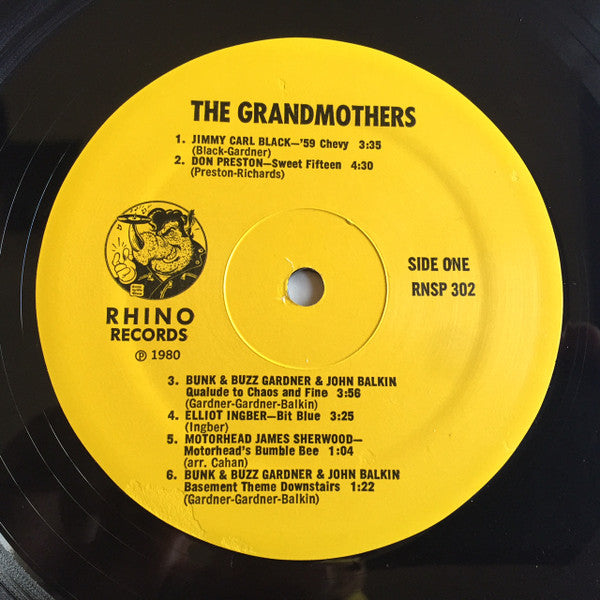 THE GRANDMOTHERS
1. JIMMY CARL BLACK—'59 Chevy 3:35
(Black-Gardner)
2. DON PRESTON—Sweet Fifteen 4:30
(Preston-Richards)
SIDE ONE
RNSP 302
RHINO
RECORDS
℗ 1980
3. BUNK & BUZZ GARDNER & JOHN BALKIN
Qualude to Chaos and Fine 3:56
(Gardner-Gardner-Balkin)
4. ELLIOT INGBER—Bit Blue 3:25
(Ingber)
5. MOTORHEAD JAMES SHERWOOD—
Motorhead's Bumble Bee 1:04
(arr. Cahan)
6. BUNK & BUZZ GARDNER & JOHN BALKIN
Basement Theme Downstairs 1:22
(Gardner-Gardner-Balkin)